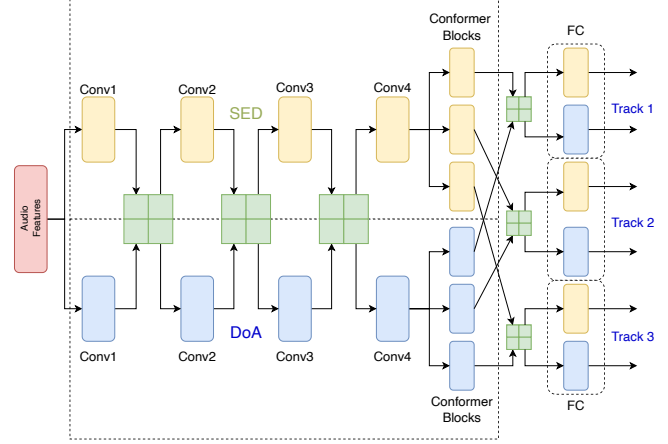 Conformer
Blocks
FC
Conv1
Conv2
Conv3
Conv4
SED
Track 1
Audio
Features
Track 2
DoA
Track 3
Conv1
Conv2
Conv3
Conv4
Conformer
Blocks
FC